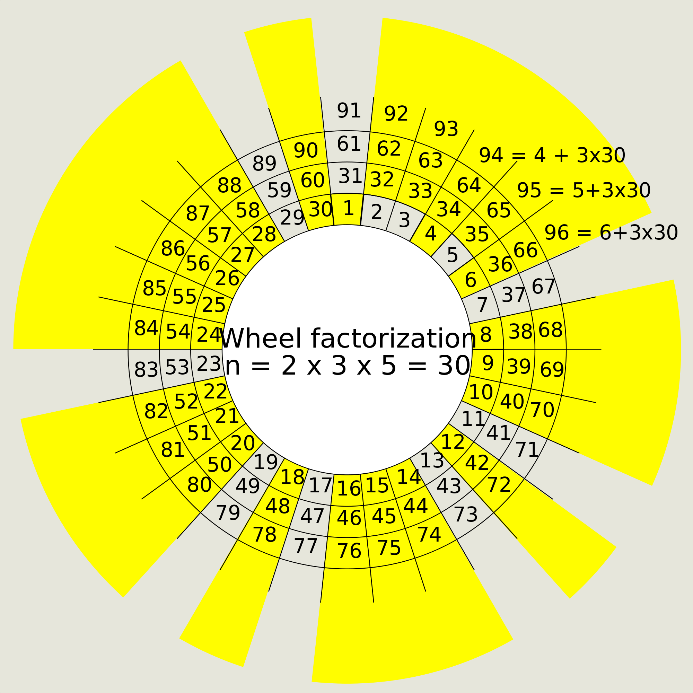 91
92
93
94 = 4 + 3x30
95 = 5+3x30
96 = 6+3x30
61 62 63 64 65 66 67 68 69 70 71 72 73 74 75 76 77 78 79 80 81 82 83 84 85 86 87 88 89 90
31 32 33 34 35 36 37 38 39 40 41 42 43 44 45 46 47 48 49 50 51 52 53 54 55 56 57 58 59 60
1 2 3 4 5 6 7 8 9 10 11 12 13 14 15 16 17 18 19 20 21 22 23 24 25 26 27 28 29 30
Wheel factorization
n = 2 x 3 x 5 = 30